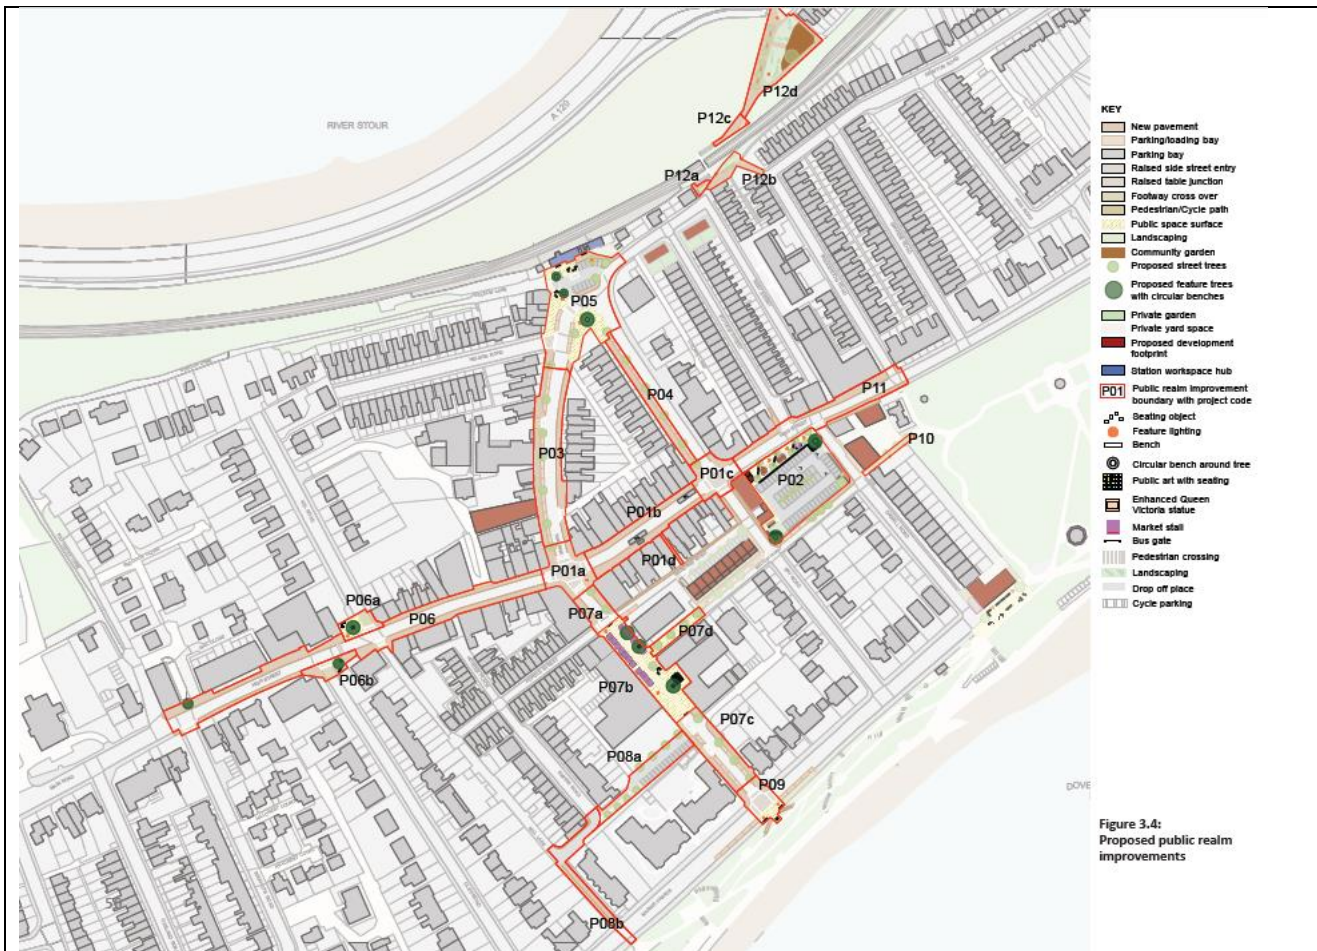 RIVER STOUR
A 120
P12d
P12c
P12a
P12b
P05
P04
P11
P10
P03
P01c
P02
P01b
P01d
P01a
P06a
P06
P07a
P07d
P06b
P07b
P07c
P08a
P09
P08b
DOVE
KEY
New pavement
Parking/loading bay
Parking bay
Raised side street entry
Raised table junction
Footway cross over
Pedestrian/Cycle path
Public space surface
Landscaping
Community garden
Proposed street trees
Proposed feature trees
with circular benches
Private garden
Private yard space
Proposed development
footprint
Station workspace hub
P01 Public realm improvement
boundary with project code
Seating object
Feature lighting
Bench
Circular bench around tree
Public art with seating
Enhanced Queen
Victoria statue
Market stall
Bus gate
Pedestrian crossing
Landscaping
Drop off place
Cycle parking
Figure 3.4:
Proposed public realm
improvements